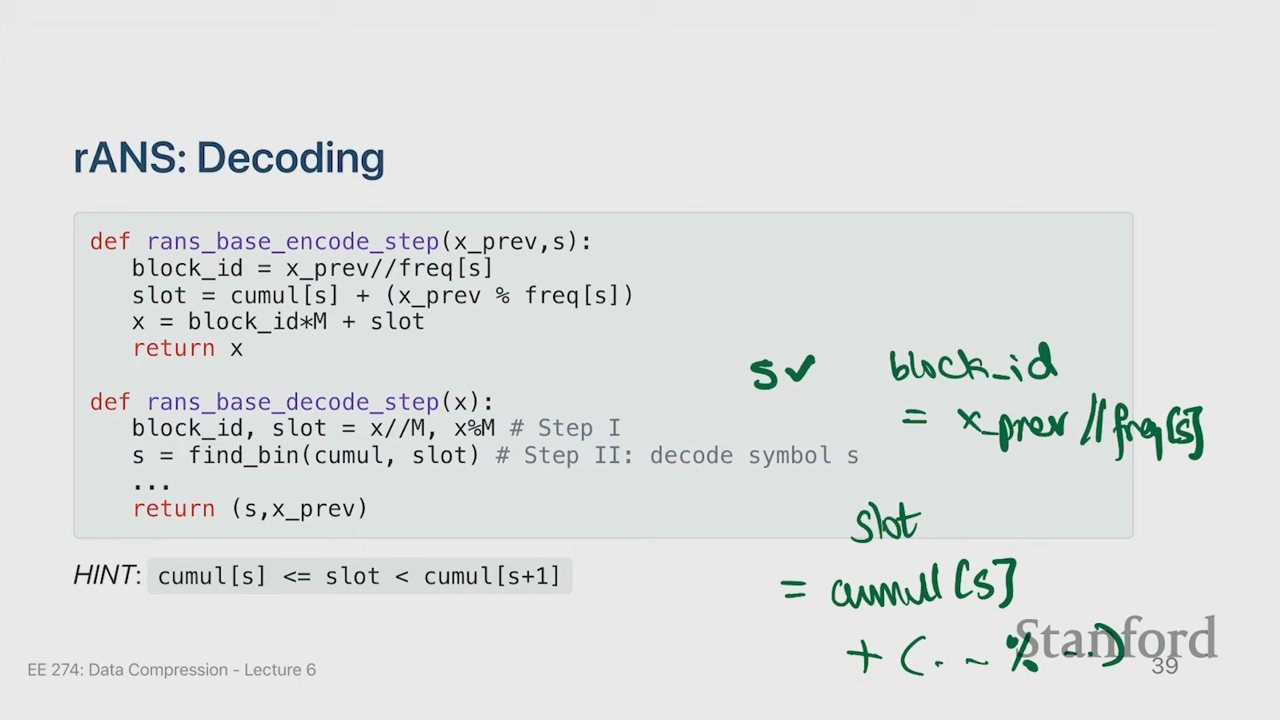 rANS: Decoding
def rans_base_encode_step(x_prev,s):
block_id = x_prev//freq[s]
slot = cumul[s] + (x_prev % freq[s])
x = block_id*M + slot
return x
def rans_base_decode_step(x):
block_id, slot = x//M, x%M # Step I
s = find_bin(cumul, slot) # Step II: decode symbol s
...
return (s,x_prev)
HINT: cumul[s] <= slot < cumul[s+1]
s✓
block_id
= x_prev //freq[s]
slot
= cumul[s]
+ (.. % ..)
Stanford
EE 274: Data Compression - Lecture 6
39